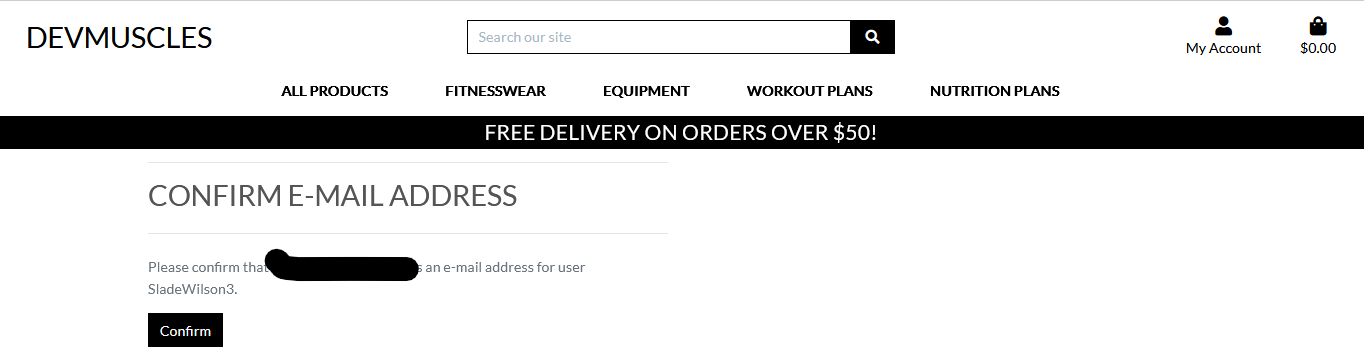 DEVMUSCLES
Search our site
My Account
$0.00
ALL PRODUCTS FITNESSWEAR EQUIPMENT WORKOUT PLANS NUTRITION PLANS
FREE DELIVERY ON ORDERS OVER $50!
CONFIRM E-MAIL ADDRESS
Please confirm that an e-mail address for user
SladeWilson3.
Confirm